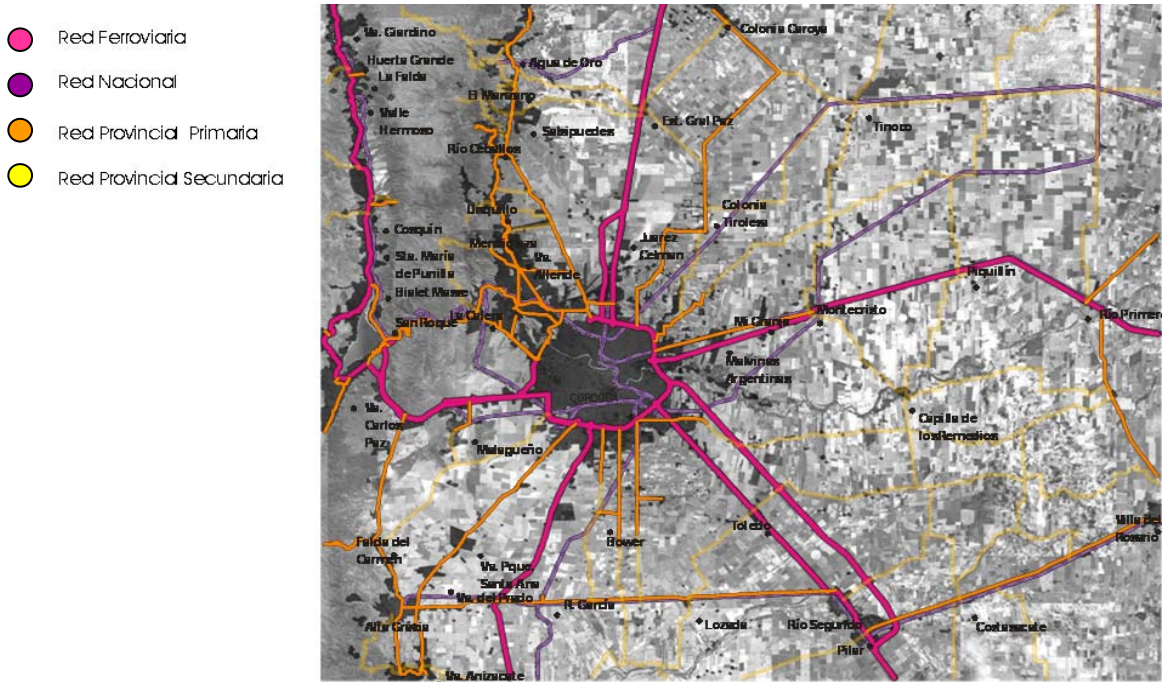 Red Ferroviaria
Red Nacional
Red Provincial Primaria
Red Provincial Secundaria
Va. Giardino
Colonia Caroya
Huerta Grande
La Falda
Agua de Oro
El Manzano
Valle
Hermoso
Salsipuedes
Est. Gral Paz
Tinoco
Río Ceballos
Unquillo
Colonia
Tirolesa
Cosquin
Mendiolaza
Juarez
Celman
Sta. Maria
de Punilla
Va.
Allende
Bialet Masse
Piquillin
San Roque
La Calera
Mi Granja
Montecristo
Río Primero
Malvinas
Argentinas
CORDOBA
Va.
Carlos
Paz
Capilla de
los Remedios
Malagueño
Toledo
Villa del
Rosario
Falda del
Carmen
Bower
Va. Pque.
Santa Ana
Va. del Prado
R. García
Alta Gracia
Lozada
Río Segundo
Costasacate
Pilar
Va. Anizacate